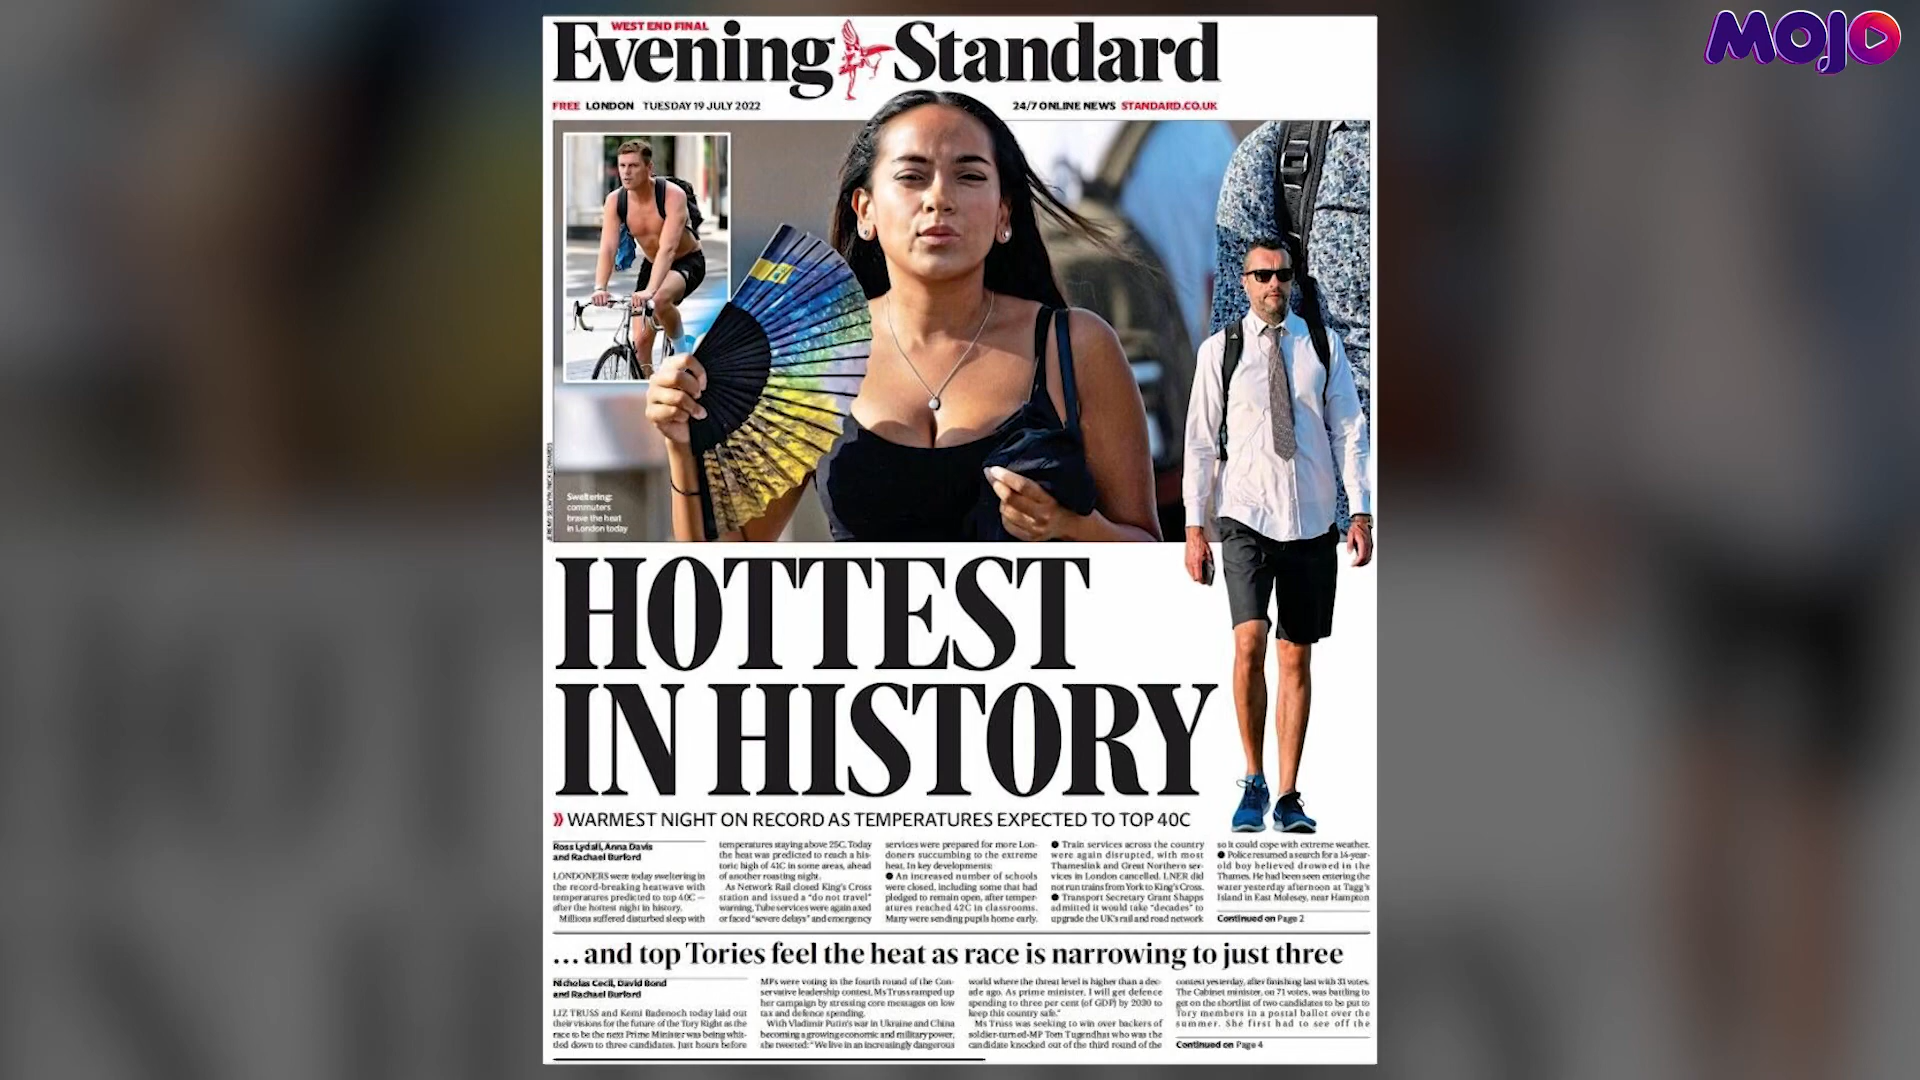 MOJO
WEST END FINAL
Evening Standard
FREE LONDON TUESDAY 19 JULY 2022
24/7 ONLINE NEWS STANDARD.CO.UK
Sweltering:
commuters
brave the heat
in London today
HOTTEST
IN HISTORY
» WARMEST NIGHT ON RECORD AS TEMPERATURES EXPECTED TO TOP 40C
Ross Lydall, Anna Davis
and Rachael Burford
LONDONERS were today sweltering in
the record-breaking heatwave with
temperatures predicted to top 40C —
after the hottest night in history.
Millions suffered disturbed sleep with
temperatures staying above 25C. Today
the heat was predicted to reach a his-
toric high of 41C in some areas, ahead
of another roasting night.
As Network Rail closed King's Cross
station and issued a "do not travel"
warning, Tube services were again axed
or faced "severe delays" and emergency
services were prepared for more Lon-
doners succumbing to the extreme
heat. In key developments:
● An increased number of schools
were closed, including some that had
pledged to remain open, after temper-
atures reached 42C in classrooms.
Many were sending pupils home early.
● Train services across the country
were again disrupted, with most
Thameslink and Great Northern ser-
vices in London cancelled. LNER did
not run trains from York to King's Cross.
● Transport Secretary Grant Shapps
admitted it would take "decades" to
upgrade the UK's rail and road network
so it could cope with extreme weather.
● Police resumed a search for a 14-year-
old boy believed drowned in the
Thames. He had been seen entering the
water yesterday afternoon at Tagg's
Island in East Molesey, near Hampton
Continued on Page 2
... and top Tories feel the heat as race is narrowing to just three
Nicholas Cecil, David Bond
and Rachael Burford
LIZ TRUSS and Kemi Badenoch today laid out
their visions for the future of the Tory Right as the
race to be the next Prime Minister was being whit-
tled down to three candidates. Just hours before
MPs were voting in the fourth round of the Con-
servative leadership contest, Ms Truss ramped up
her campaign by stressing core messages on low
tax and defence spending.
With Vladimir Putin's war in Ukraine and China
becoming a growing economic and military power,
she tweeted: "We live in an increasingly dangerous
world where the threat level is higher than a dec-
ade ago. As prime minister, I will get defence
spending to three per cent (of GDP) by 2030 to
keep this country safe."
Ms Truss was seeking to win over backers of
soldier-turned-MP Tom Tugendhat who was the
candidate knocked out of the third round of the
contest yesterday, after finishing last with 31 votes.
The Cabinet minister, on 71 votes, was battling to
get on the shortlist of two candidates to be put to
Tory members in a postal ballot over the
summer. She first had to see off the
Continued on Page 4